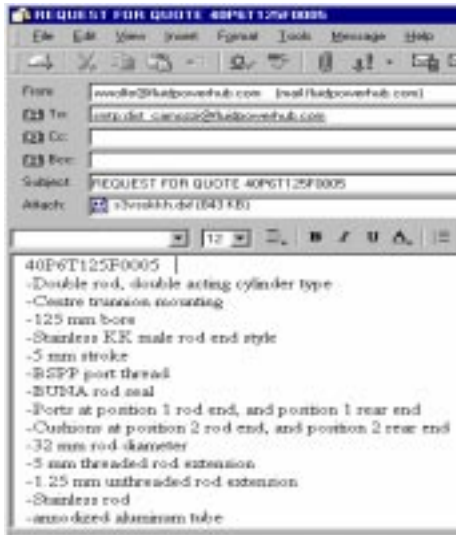 REQUEST FOR QUOTE 40P6T125F0005
File Edit View Insert Format Tools Message Help
From:
To:
Cc:
Bcc:
Subject: REQUEST FOR QUOTE 40P6T125F0005
Attach: (843 KB)
12 B I U A
40P6T125F0005
-Double rod, double acting cylinder type
-Centre trunnion mounting
-125 mm bore
-Stainless KK male rod end style
-5 mm stroke
-BSPP port thread
-BUNA rod seal
-Ports at position 1 rod end, and position 1 rear end
-Cushions at position 2 rod end, and position 2 rear end
-32 mm rod diameter
-5 mm threaded rod extension
-1.25 mm unthreaded rod extension
-Stainless rod
-annodized aluminum tube